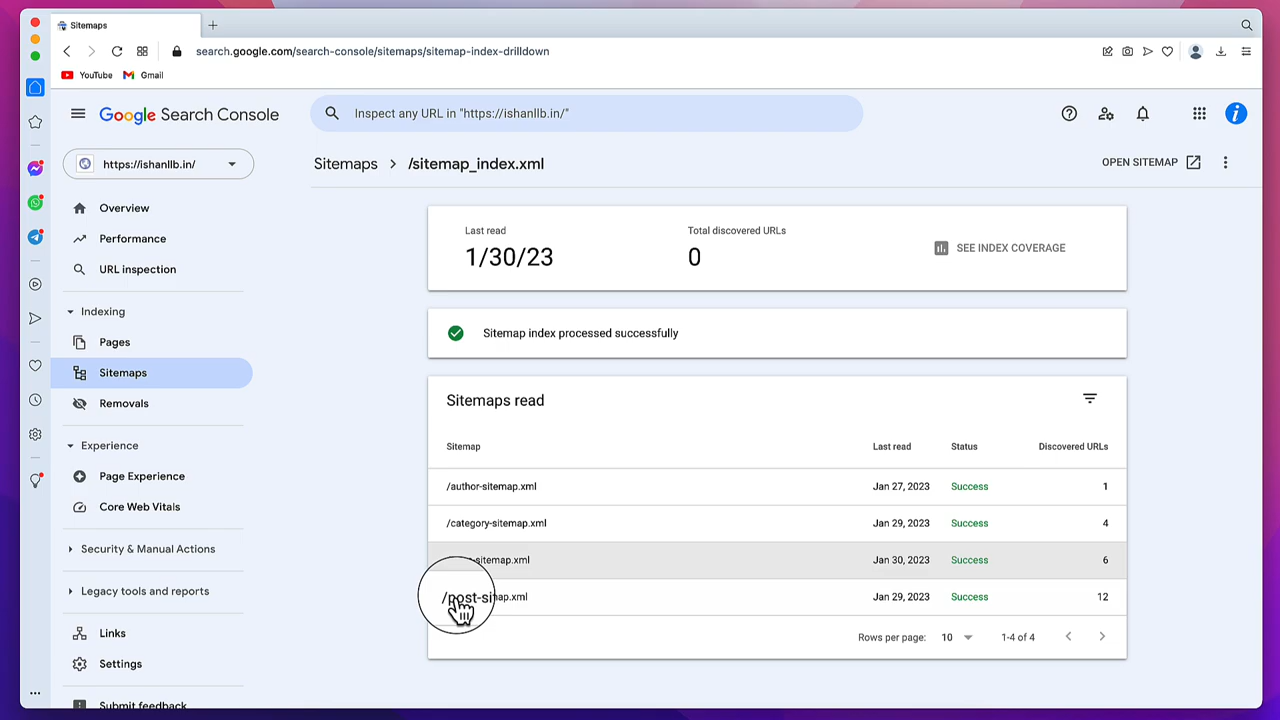 Sitemaps
search.google.com/search-console/sitemaps/sitemap-index-drilldown
YouTube Gmail
Google Search Console
Inspect any URL in "https://ishanllb.in/"
https://ishanllb.in/
Sitemaps > /sitemap_index.xml
OPEN SITEMAP
Overview
Performance
URL inspection
Indexing
Pages
Sitemaps
Removals
Experience
Page Experience
Core Web Vitals
Security & Manual Actions
Legacy tools and reports
Links
Settings
Submit feedback
Last read
1/30/23
Total discovered URLs
0
SEE INDEX COVERAGE
Sitemap index processed successfully
Sitemaps read
Sitemap Last read Status Discovered URLs
/author-sitemap.xml Jan 27, 2023 Success 1
/category-sitemap.xml Jan 29, 2023 Success 4
-sitemap.xml Jan 30, 2023 Success 6
/post-sitemap.xml Jan 29, 2023 Success 12
Rows per page: 10 1-4 of 4